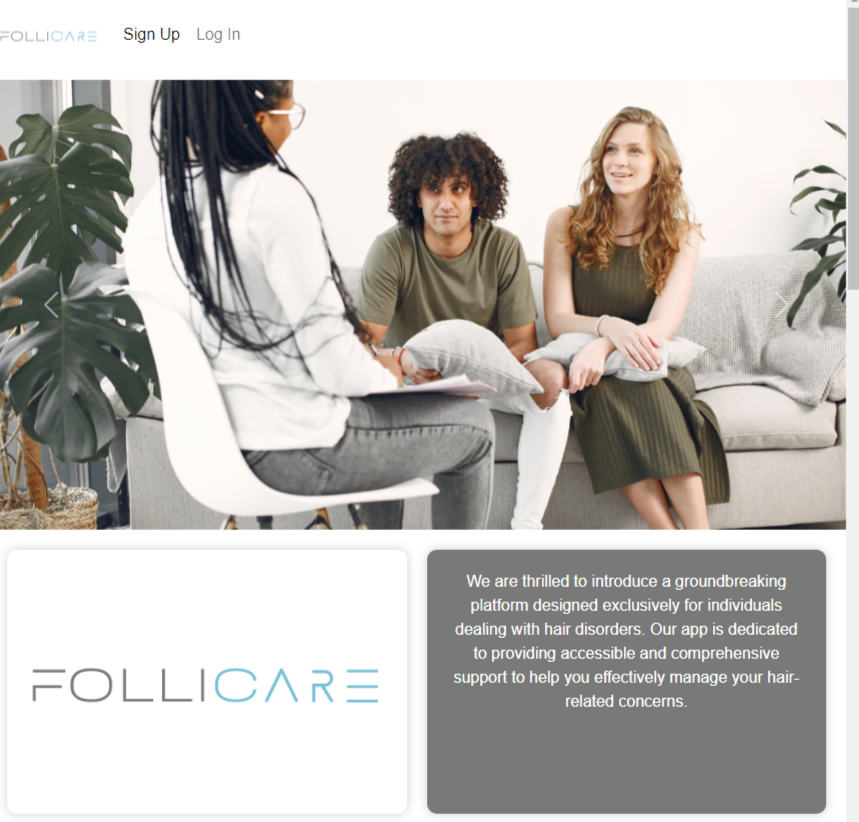 FOLLICARE Sign Up Log In
FOLLICARE
We are thrilled to introduce a groundbreaking
platform designed exclusively for individuals
dealing with hair disorders. Our app is dedicated
to providing accessible and comprehensive
support to help you effectively manage your hair-
related concerns.